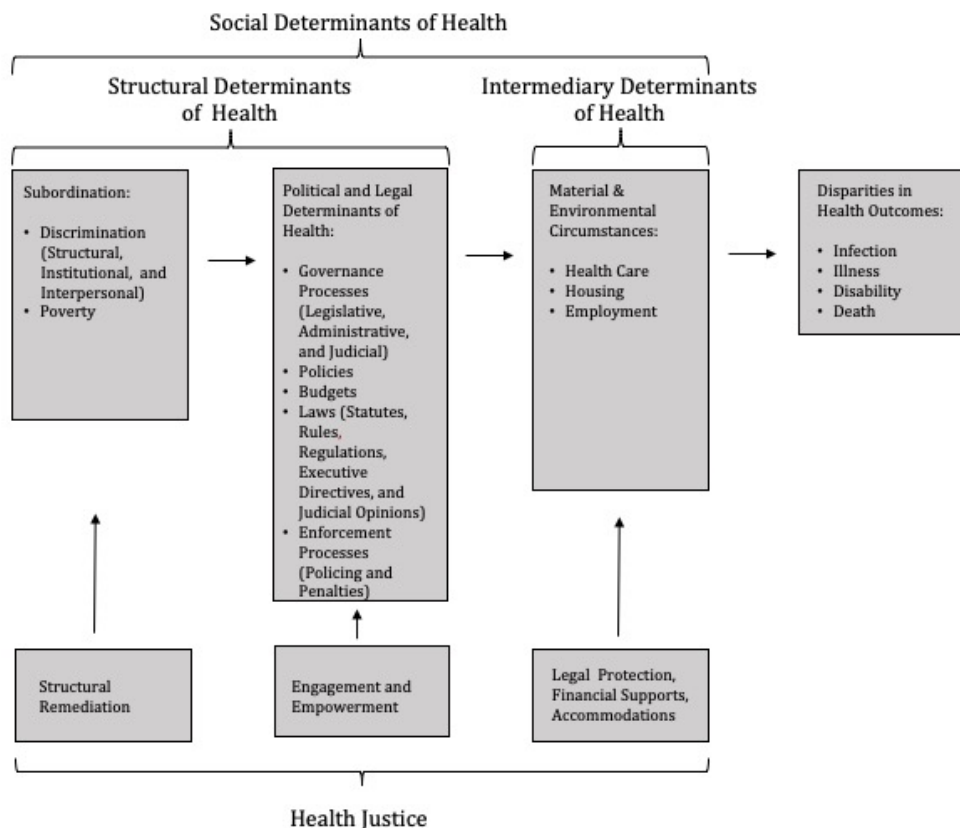 Social Determinants of Health
Structural Determinants
of Health
Intermediary Determinants
of Health
Subordination:
• Discrimination
(Structural,
Institutional, and
Interpersonal)
• Poverty
Political and Legal
Determinants of
Health:
• Governance
Processes
(Legislative,
Administrative,
and Judicial)
• Policies
• Budgets
• Laws (Statutes,
Rules,
Regulations,
Executive
Directives, and
Judicial Opinions)
• Enforcement
Processes
(Policing and
Penalties)
Material &
Environmental
Circumstances:
• Health Care
• Housing
• Employment
Disparities in
Health Outcomes:
• Infection
• Illness
• Disability
• Death
Structural
Remediation
Engagement and
Empowerment
Legal Protection,
Financial Supports,
Accommodations
Health Justice